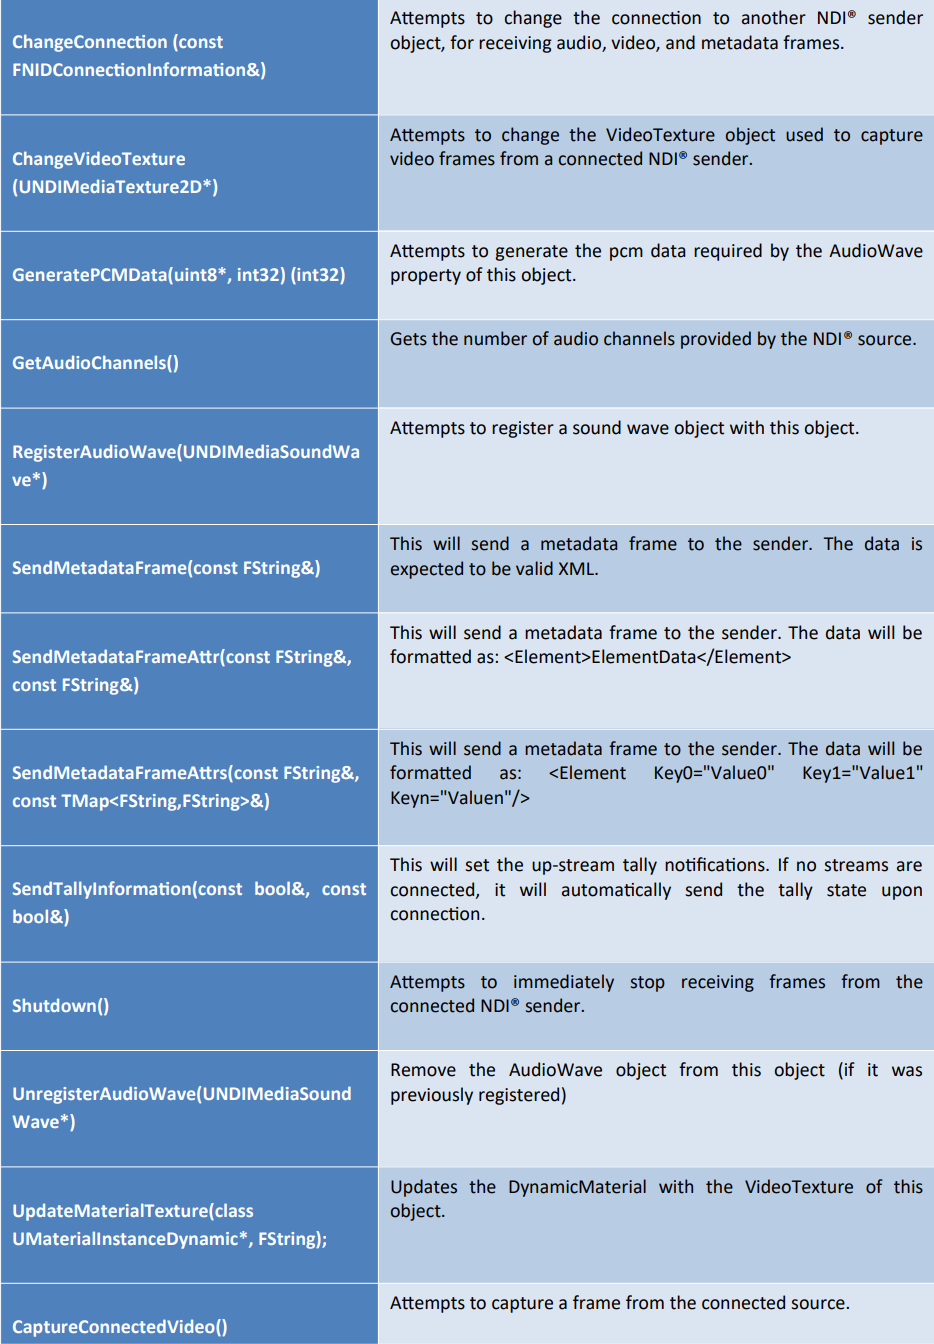 ChangeConnection (const
FNIDConnectionInformation&)
Attempts to change the connection to another NDI® sender
object, for receiving audio, video, and metadata frames.
ChangeVideoTexture
(UNDIMediaTexture2D*)
Attempts to change the VideoTexture object used to capture
video frames from a connected NDI® sender.
GeneratePCMData(uint8*, int32) (int32)
Attempts to generate the pcm data required by the AudioWave
property of this object.
GetAudioChannels()
Gets the number of audio channels provided by the NDI® source.
RegisterAudioWave(UNDIMediaSoundWa
ve*)
Attempts to register a sound wave object with this object.
SendMetadataFrame(const FString&)
This will send a metadata frame to the sender. The data is
expected to be valid XML.
SendMetadataFrameAttr(const FString&,
const FString&)
This will send a metadata frame to the sender. The data will be
formatted as: <Element>ElementData</Element>
SendMetadataFrameAttrs(const FString&,
const TMap<FString,FString>&)
This will send a metadata frame to the sender. The data will be
formatted as: <Element Key0="Value0" Key1="Value1"
Keyn="Valuen"/>
SendTallyInformation(const bool&, const
bool&)
This will set the up-stream tally notifications. If no streams are
connected, it will automatically send the tally state upon
connection.
Shutdown()
Attempts to immediately stop receiving frames from the
connected NDI® sender.
UnregisterAudioWave(UNDIMediaSound
Wave*)
Remove the AudioWave object from this object (if it was
previously registered)
UpdateMaterialTexture(class
UMaterialInstanceDynamic*, FString);
Updates the DynamicMaterial with the VideoTexture of this
object.
CaptureConnectedVideo()
Attempts to capture a frame from the connected source.